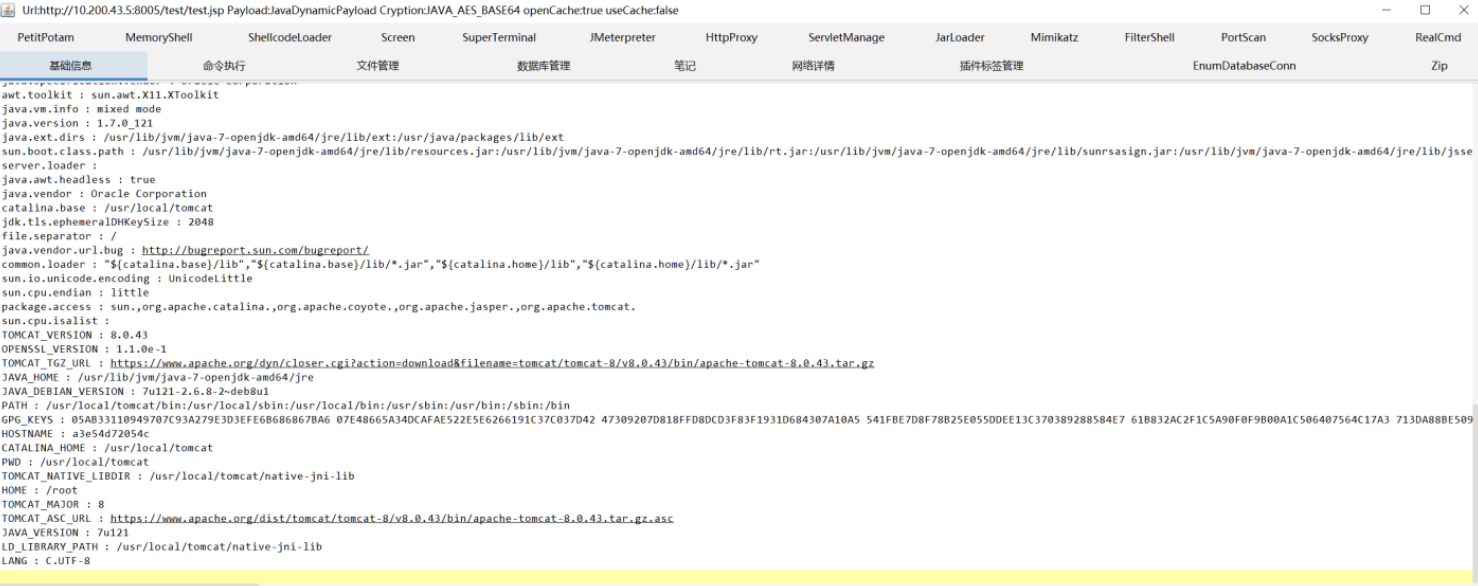 Url:http://10.200.43.5:8005/test/test.jsp Payload:JavaDynamicPayload Cryption:JAVA_AES_BASE64 openCache:true useCache:false
PetitPotam MemoryShell ShellcodeLoader Screen SuperTerminal JMeterpreter HttpProxy ServletManage JarLoader Mimikatz FilterShell PortScan SocksProxy RealCmd
基础信息 命令执行 文件管理 数据库管理 笔记 网络详情 插件标签管理 EnumDatabaseConn Zip
awt.toolkit : sun.awt.X11.XToolkit
java.vm.info : mixed mode
java.version : 1.7.0_121
java.ext.dirs : /usr/lib/jvm/java-7-openjdk-amd64/jre/lib/ext:/usr/java/packages/lib/ext
sun.boot.class.path : /usr/lib/jvm/java-7-openjdk-amd64/jre/lib/resources.jar:/usr/lib/jvm/java-7-openjdk-amd64/jre/lib/rt.jar:/usr/lib/jvm/java-7-openjdk-amd64/jre/lib/sunrsasign.jar:/usr/lib/jvm/java-7-openjdk-amd64/jre/lib/jsse
server.loader :
java.awt.headless : true
java.vendor : Oracle Corporation
catalina.base : /usr/local/tomcat
jdk.tls.ephemeralDHKeySize : 2048
file.separator : /
java.vendor.url.bug : http://bugreport.sun.com/bugreport/
common.loader : "${catalina.base}/lib","${catalina.base}/lib/*.jar","${catalina.home}/lib","${catalina.home}/lib/*.jar"
sun.io.unicode.encoding : UnicodeLittle
sun.cpu.endian : little
package.access : sun.,org.apache.catalina.,org.apache.coyote.,org.apache.jasper.,org.apache.tomcat.
sun.cpu.isalist :
TOMCAT_VERSION : 8.0.43
OPENSSL_VERSION : 1.1.0e-1
TOMCAT_TGZ_URL : https://www.apache.org/dyn/closer.cgi?action=download&filename=tomcat/tomcat-8/v8.0.43/bin/apache-tomcat-8.0.43.tar.gz
JAVA_HOME : /usr/lib/jvm/java-7-openjdk-amd64/jre
JAVA_DEBIAN_VERSION : 7u121-2.6.8-2~deb8u1
PATH : /usr/local/tomcat/bin:/usr/local/sbin:/usr/local/bin:/usr/sbin:/usr/bin:/sbin:/bin
GPG_KEYS : 05AB33110949707C93A279E3D3EFE6B686867BA6 07E48665A34DCAFAE522E5E6266191C37C037D42 47309207D818FFD8DCD3F83F1931D684307A10A5 541FBE7D8F78B25E055DDEE13C370389288584E7 61B832AC2F1C5A90F0F9B00A1C506407564C17A3 713DA88BE509
HOSTNAME : a3e54d72054c
CATALINA_HOME : /usr/local/tomcat
PWD : /usr/local/tomcat
TOMCAT_NATIVE_LIBDIR : /usr/local/tomcat/native-jni-lib
HOME : /root
TOMCAT_MAJOR : 8
TOMCAT_ASC_URL : https://www.apache.org/dist/tomcat/tomcat-8/v8.0.43/bin/apache-tomcat-8.0.43.tar.gz.asc
JAVA_VERSION : 7u121
LD_LIBRARY_PATH : /usr/local/tomcat/native-jni-lib
LANG : C.UTF-8